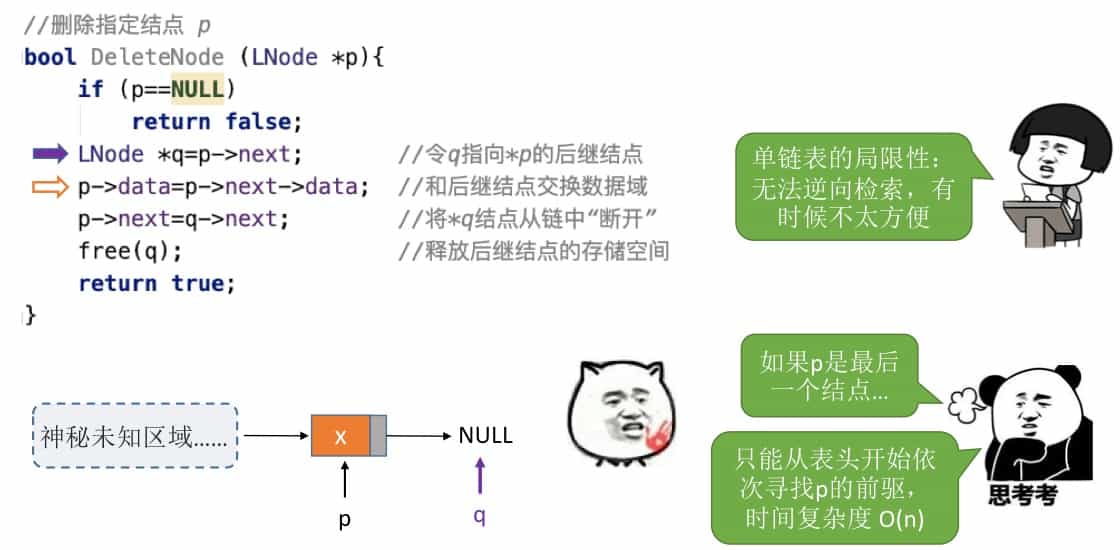 //删除指定结点 p
bool DeleteNode (LNode *p){
if (p==NULL)
return false;
LNode *q=p->next; //令q指向*p的后继结点
p->data=p->next->data; //和后继结点交换数据域
p->next=q->next; //将*q结点从链中“断开”
free(q); //释放后继结点的存储空间
return true;
}
单链表的局限性：
无法逆向检索，有
时候不太方便
如果p是最后
一个结点…
只能从表头开始依
次寻找p的前驱，
时间复杂度 O(n)
思考考
神秘未知区域……
x
NULL
p
q